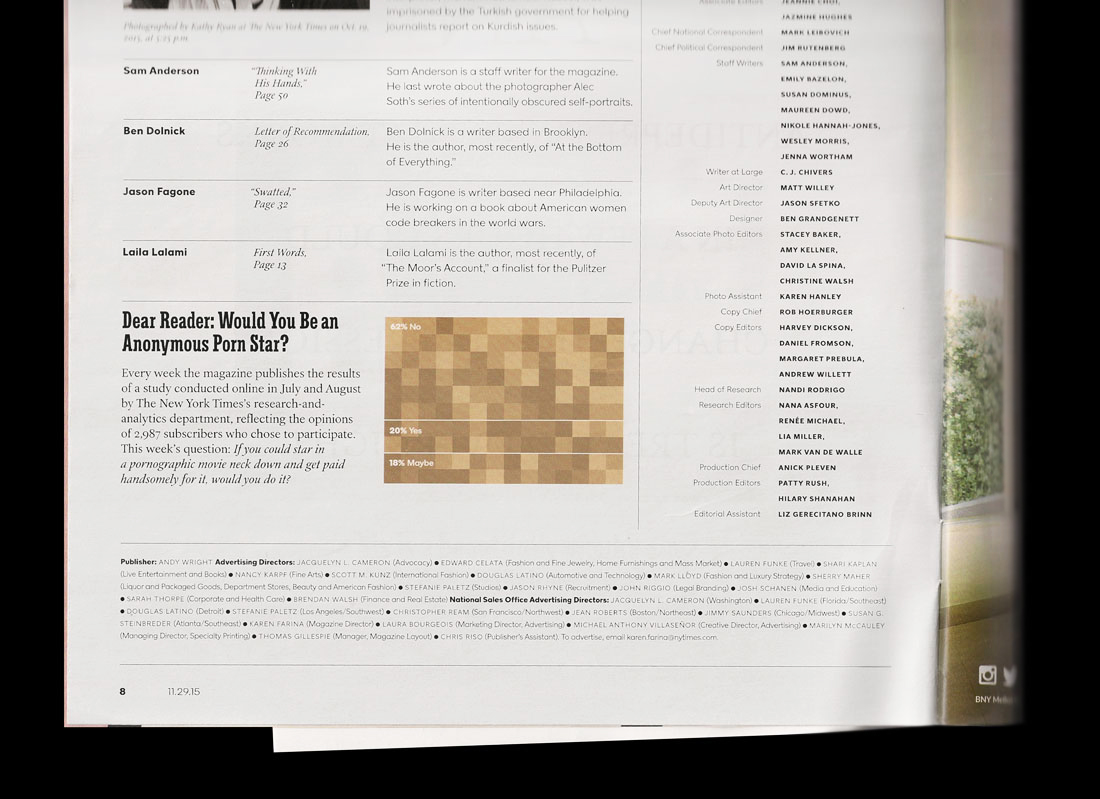 imprisoned by the Turkish government for helping
journalists report on Kurdish issues.
Photographed by Kathy Ryan at The New York Times on Oct. 19,
2015, at 5:25 p.m.
Sam Anderson
"Thinking With
His Hands,"
Page 50
Sam Anderson is a staff writer for the magazine.
He last wrote about the photographer Alec
Soth's series of intentionally obscured self-portraits.
Ben Dolnick
Letter of Recommendation,
Page 26
Ben Dolnick is a writer based in Brooklyn.
He is the author, most recently, of "At the Bottom
of Everything."
Jason Fagone
"Swatted,"
Page 32
Jason Fagone is writer based near Philadelphia.
He is working on a book about American women
code breakers in the world wars.
Laila Lalami
First Words,
Page 13
Laila Lalami is the author, most recently, of
"The Moor's Account," a finalist for the Pulitzer
Prize in fiction.
Dear Reader: Would You Be an
Anonymous Porn Star?
Every week the magazine publishes the results
of a study conducted online in July and August
by The New York Times's research-and-
analytics department, reflecting the opinions
of 2,987 subscribers who chose to participate.
This week's question: If you could star in
a pornographic movie neck down and get paid
handsomely for it, would you do it?
62% No
20% Yes
18% Maybe
Associate Editors JEANNIE CHOI,
JAZMINE HUGHES
Chief National Correspondent MARK LEIBOVICH
Chief Political Correspondent JIM RUTENBERG
Staff Writers SAM ANDERSON,
EMILY BAZELON,
SUSAN DOMINUS,
MAUREEN DOWD,
NIKOLE HANNAH-JONES,
WESLEY MORRIS,
JENNA WORTHAM
Writer at Large C. J. CHIVERS
Art Director MATT WILLEY
Deputy Art Director JASON SFETKO
Designer BEN GRANDGENETT
Associate Photo Editors STACEY BAKER,
AMY KELLNER,
DAVID LA SPINA,
CHRISTINE WALSH
Photo Assistant KAREN HANLEY
Copy Chief ROB HOERBURGER
Copy Editors HARVEY DICKSON,
DANIEL FROMSON,
MARGARET PREBULA,
ANDREW WILLETT
Head of Research NANDI RODRIGO
Research Editors NANA ASFOUR,
RENÉE MICHAEL,
LIA MILLER,
MARK VAN DE WALLE
Production Chief ANICK PLEVEN
Production Editors PATTY RUSH,
HILARY SHANAHAN
Editorial Assistant LIZ GERECITANO BRINN
Publisher: ANDY WRIGHT Advertising Directors: JACQUELYN L. CAMERON (Advocacy) ● EDWARD CELATA (Fashion and Fine Jewelry, Home Furnishings and Mass Market) ● LAUREN FUNKE (Travel) ● SHARI KAPLAN
(Live Entertainment and Books) ● NANCY KARPF (Fine Arts) ● SCOTT M. KUNZ (International Fashion) ● DOUGLAS LATINO (Automotive and Technology) ● MARK LLOYD (Fashion and Luxury Strategy) ● SHERRY MAHER
(Liquor and Packaged Goods, Department Stores, Beauty and American Fashion) ● STEFANIE PALETZ (Studios) ● JASON RHYNE (Recruitment) ● JOHN RIGGIO (Legal Branding) ● JOSH SCHANEN (Media and Education)
● SARAH THORPE (Corporate and Health Care) ● BRENDAN WALSH (Finance and Real Estate) National Sales Office Advertising Directors: JACQUELYN L. CAMERON (Washington) ● LAUREN FUNKE (Florida/Southeast)
● DOUGLAS LATINO (Detroit) ● STEFANIE PALETZ (Los Angeles/Southwest) ● CHRISTOPHER REAM (San Francisco/Northwest) ● JEAN ROBERTS (Boston/Northeast) ● JIMMY SAUNDERS (Chicago/Midwest) ● SUSAN G.
STEINBREDER (Atlanta/Southeast) ● KAREN FARINA (Magazine Director) ● LAURA BOURGEOIS (Marketing Director, Advertising) ● MICHAEL ANTHONY VILLASEÑOR (Creative Director, Advertising) ● MARILYN McCAULEY
(Managing Director, Specialty Printing) ● THOMAS GILLESPIE (Manager, Magazine Layout) ● CHRIS RISO (Publisher's Assistant). To advertise, email karen.farina@nytimes.com.
8 11.29.15
BNY